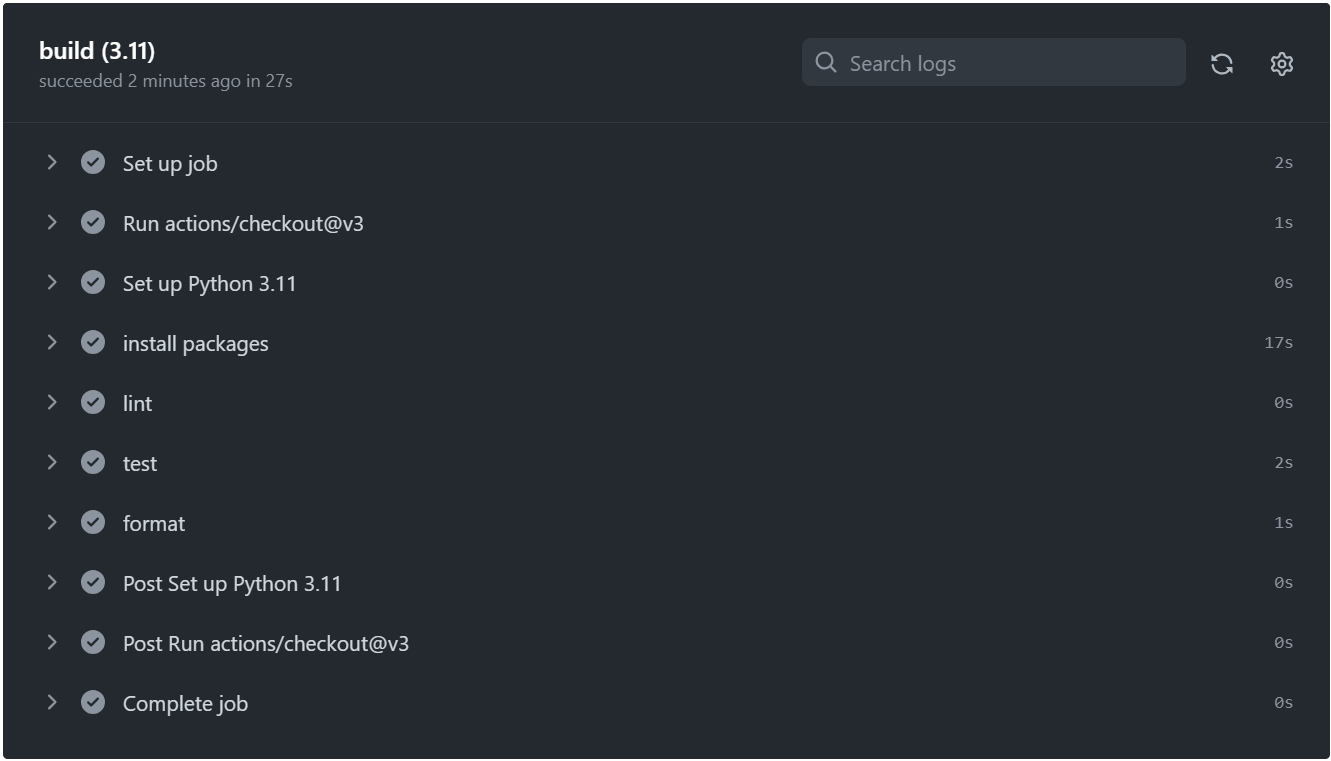 build (3.11)
succeeded 2 minutes ago in 27s
Search logs
Set up job 2s
Run actions/checkout@v3 1s
Set up Python 3.11 0s
install packages 17s
lint 0s
test 2s
format 1s
Post Set up Python 3.11 0s
Post Run actions/checkout@v3 0s
Complete job 0s